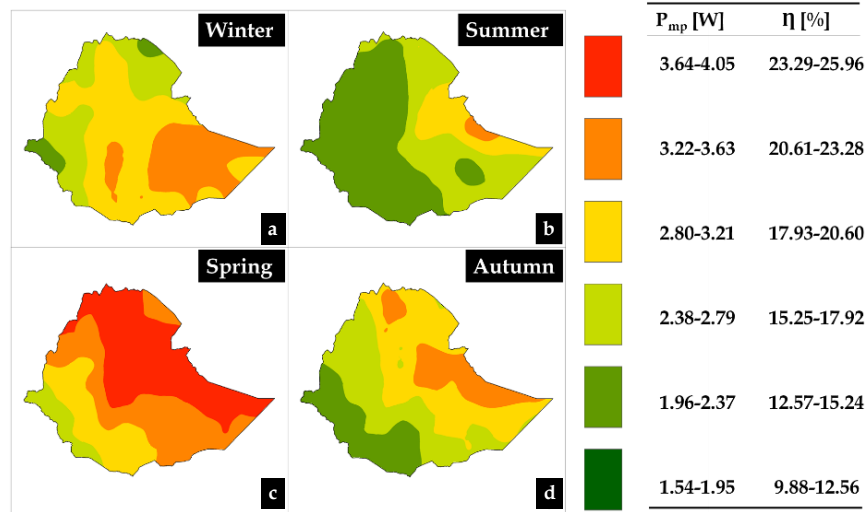 Winter
a
Summer
b
Spring
c
Autumn
d
Pmp [W] η [%]
3.64-4.05 23.29-25.96
3.22-3.63 20.61-23.28
2.80-3.21 17.93-20.60
2.38-2.79 15.25-17.92
1.96-2.37 12.57-15.24
1.54-1.95 9.88-12.56